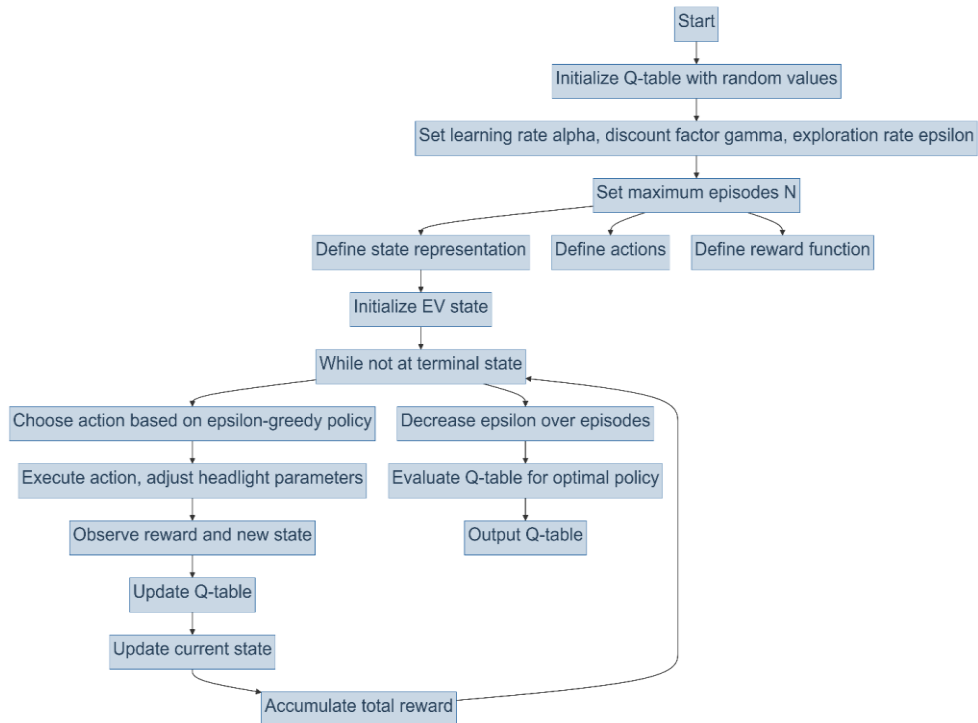 Start
Initialize Q-table with random values
Set learning rate alpha, discount factor gamma, exploration rate epsilon
Set maximum episodes N
Define state representation
Define actions
Define reward function
Initialize EV state
While not at terminal state
Choose action based on epsilon-greedy policy
Decrease epsilon over episodes
Execute action, adjust headlight parameters
Evaluate Q-table for optimal policy
Observe reward and new state
Output Q-table
Update Q-table
Update current state
Accumulate total reward